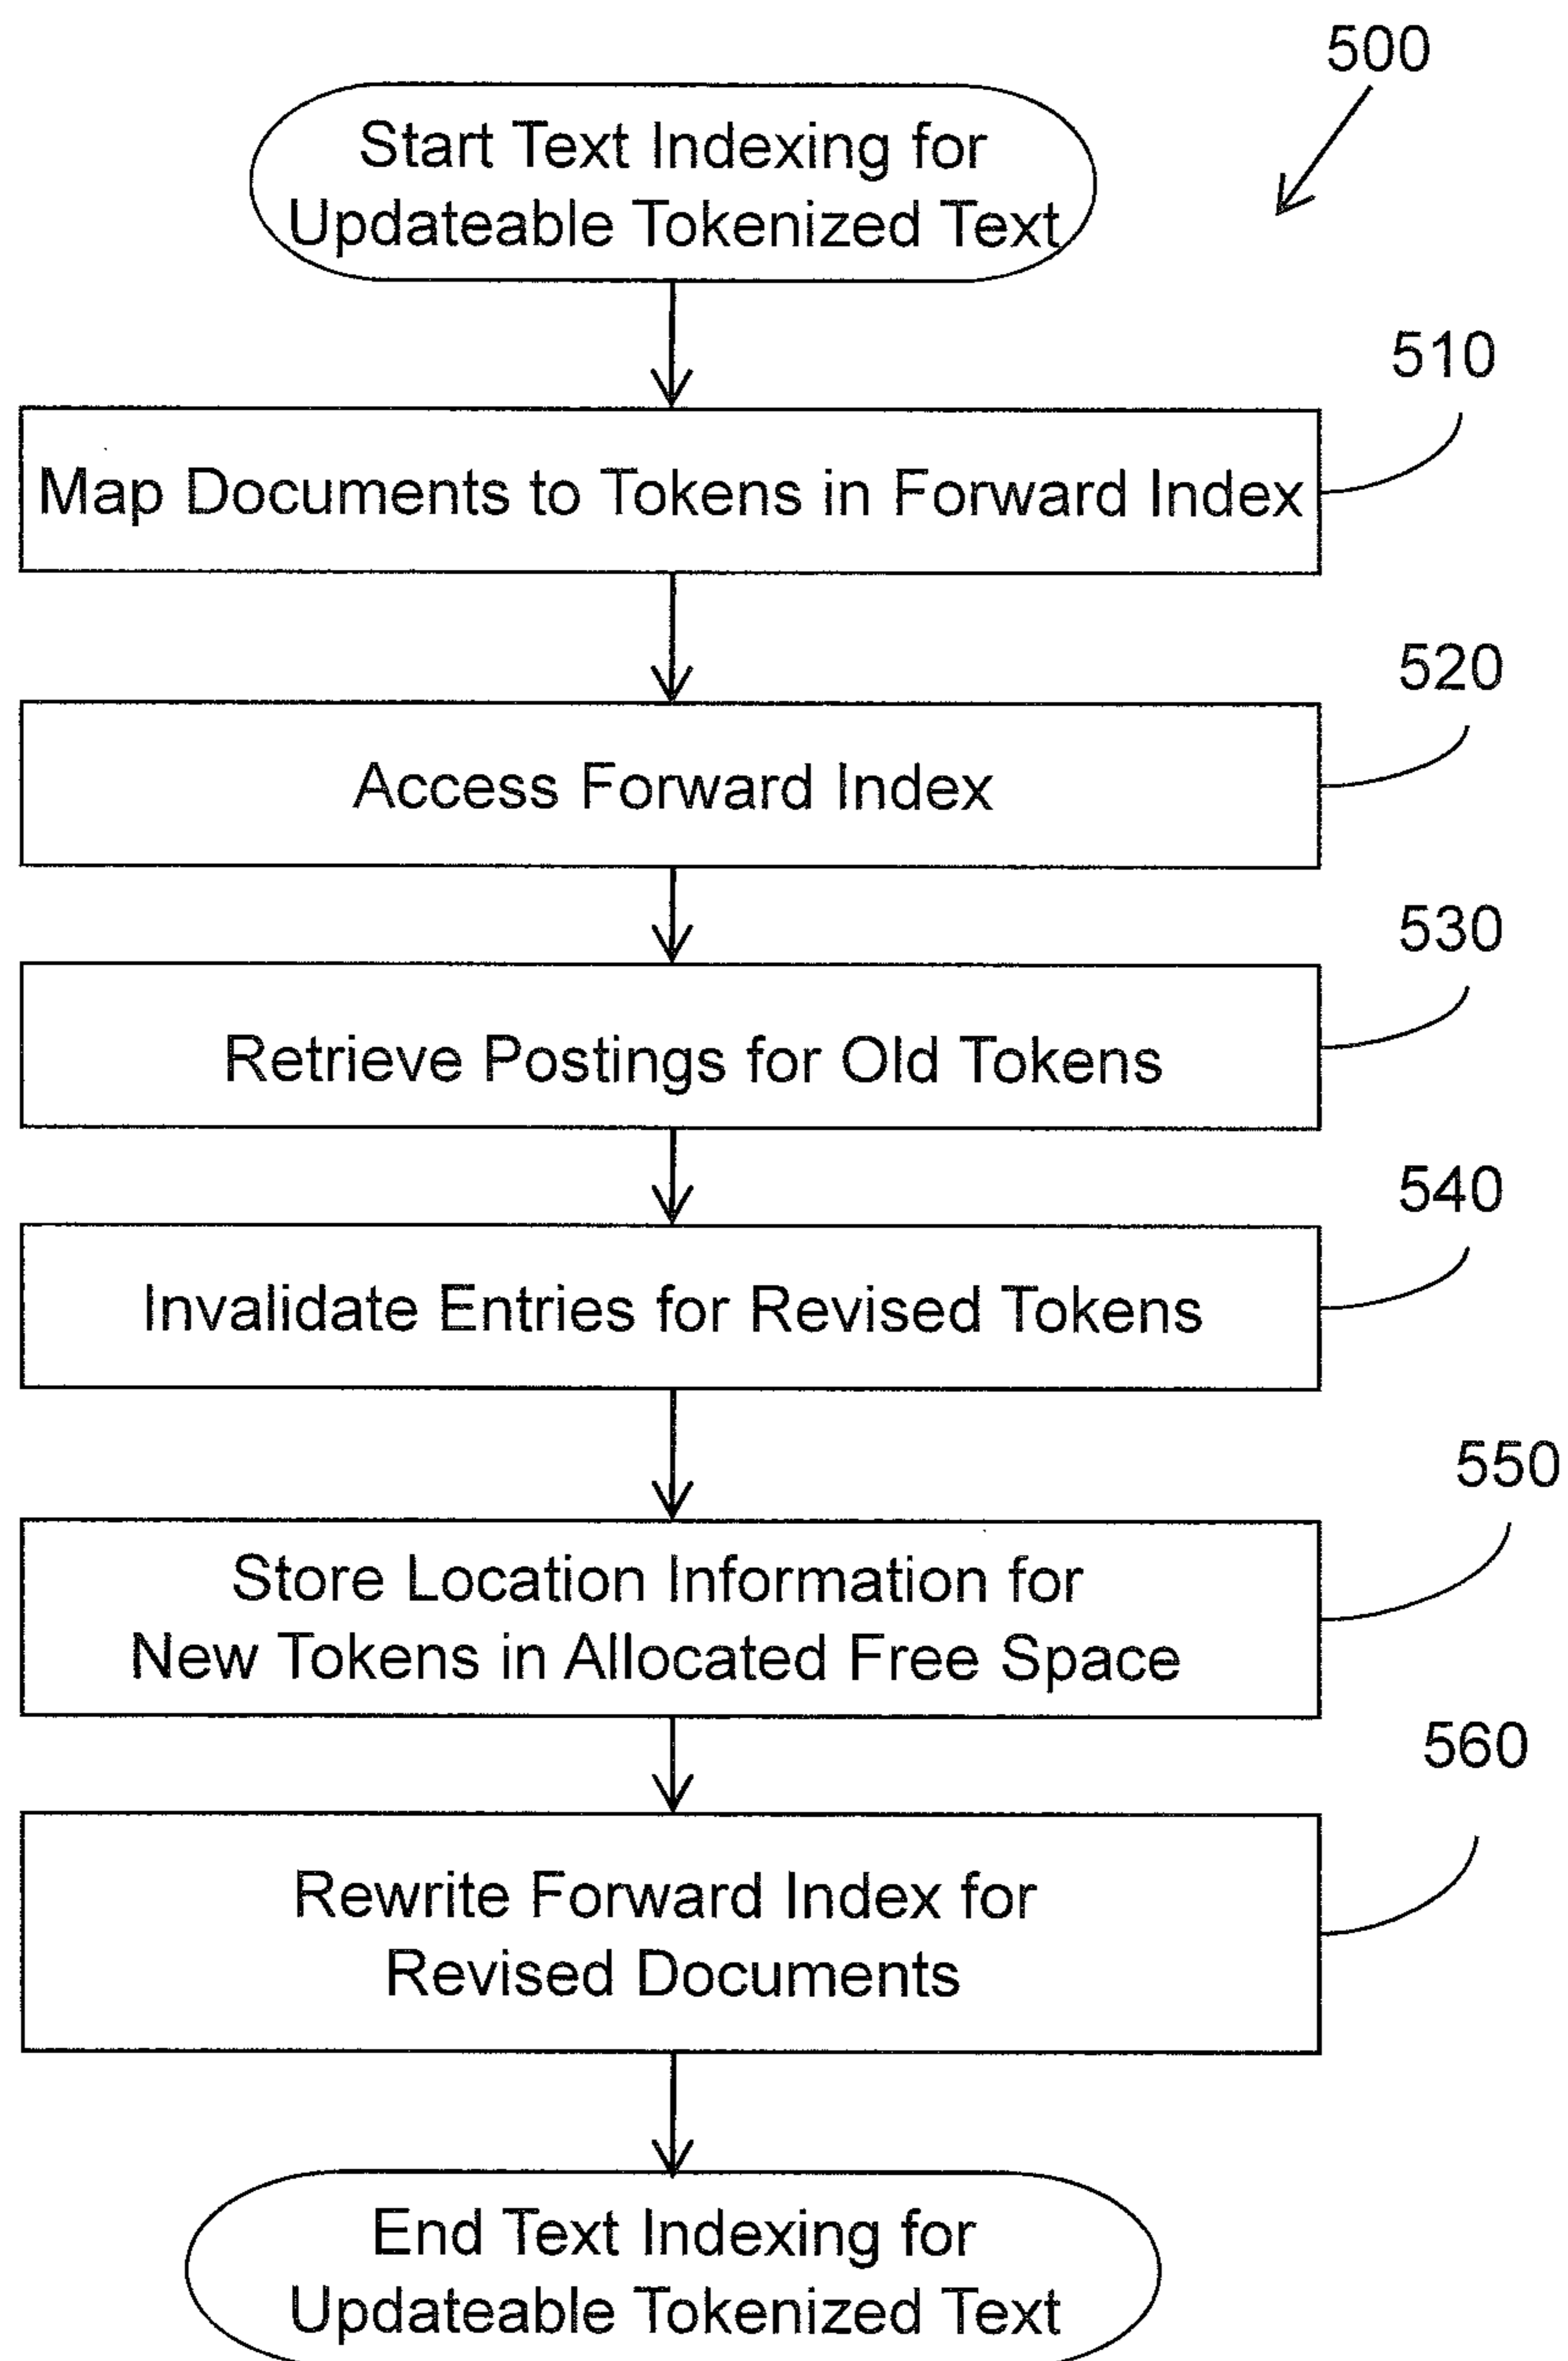 500
Start Text Indexing for
Updateable Tokenized Text
510
Map Documents to Tokens in Forward Index
520
Access Forward Index
530
Retrieve Postings for Old Tokens
540
Invalidate Entries for Revised Tokens
550
Store Location Information for
New Tokens in Allocated Free Space
560
Rewrite Forward Index for
Revised Documents
End Text Indexing for
Updateable Tokenized Text